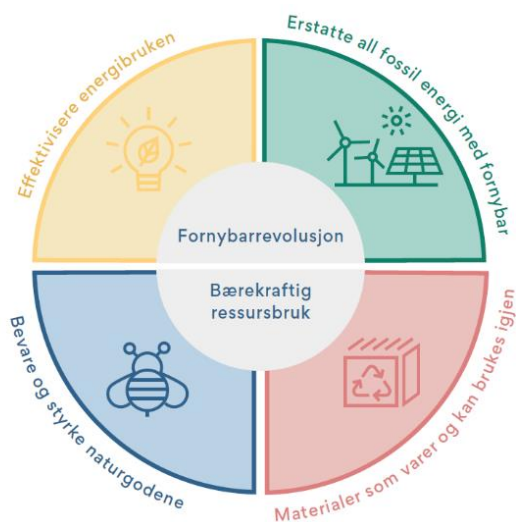 Effektivisere energibruken
Erstatte all fossil energi med fornybar
Fornybarrevolusjon
Bærekraftig
ressursbruk
Bevare og styrke naturgodene
Materialer som varer og kan brukes igjen